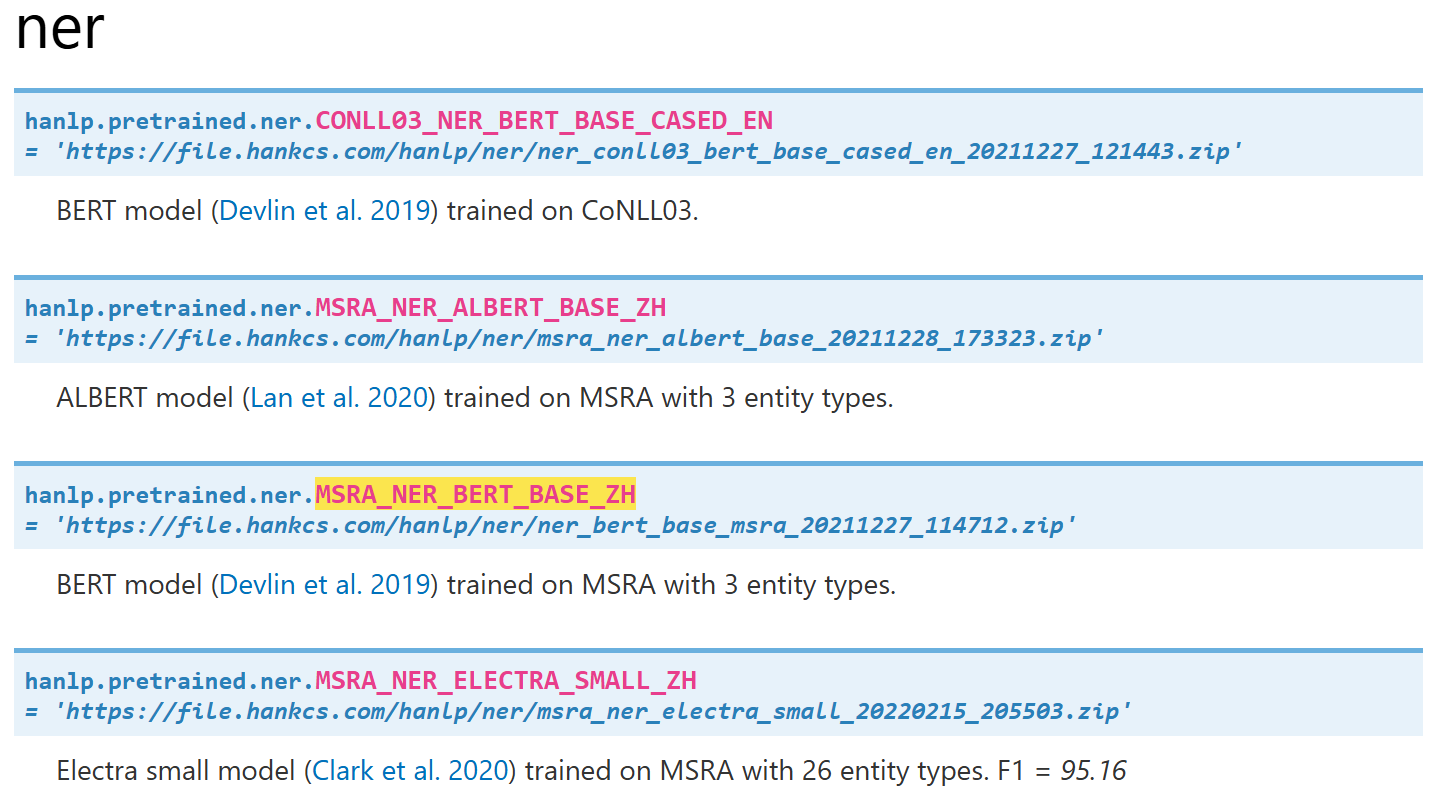 ner
hanlp.pretrained.ner.CONLL03_NER_BERT_BASE_CASED_EN
= 'https://file.hankcs.com/hanlp/ner/ner_conll03_bert_base_cased_en_20211227_121443.zip'
BERT model (Devlin et al. 2019) trained on CoNLL03.
hanlp.pretrained.ner.MSRA_NER_ALBERT_BASE_ZH
= 'https://file.hankcs.com/hanlp/ner/msra_ner_albert_base_20211228_173323.zip'
ALBERT model (Lan et al. 2020) trained on MSRA with 3 entity types.
hanlp.pretrained.ner.MSRA_NER_BERT_BASE_ZH
= 'https://file.hankcs.com/hanlp/ner/ner_bert_base_msra_20211227_114712.zip'
BERT model (Devlin et al. 2019) trained on MSRA with 3 entity types.
hanlp.pretrained.ner.MSRA_NER_ELECTRA_SMALL_ZH
= 'https://file.hankcs.com/hanlp/ner/msra_ner_electra_small_20220215_205503.zip'
Electra small model (Clark et al. 2020) trained on MSRA with 26 entity types. F1 = 95.16